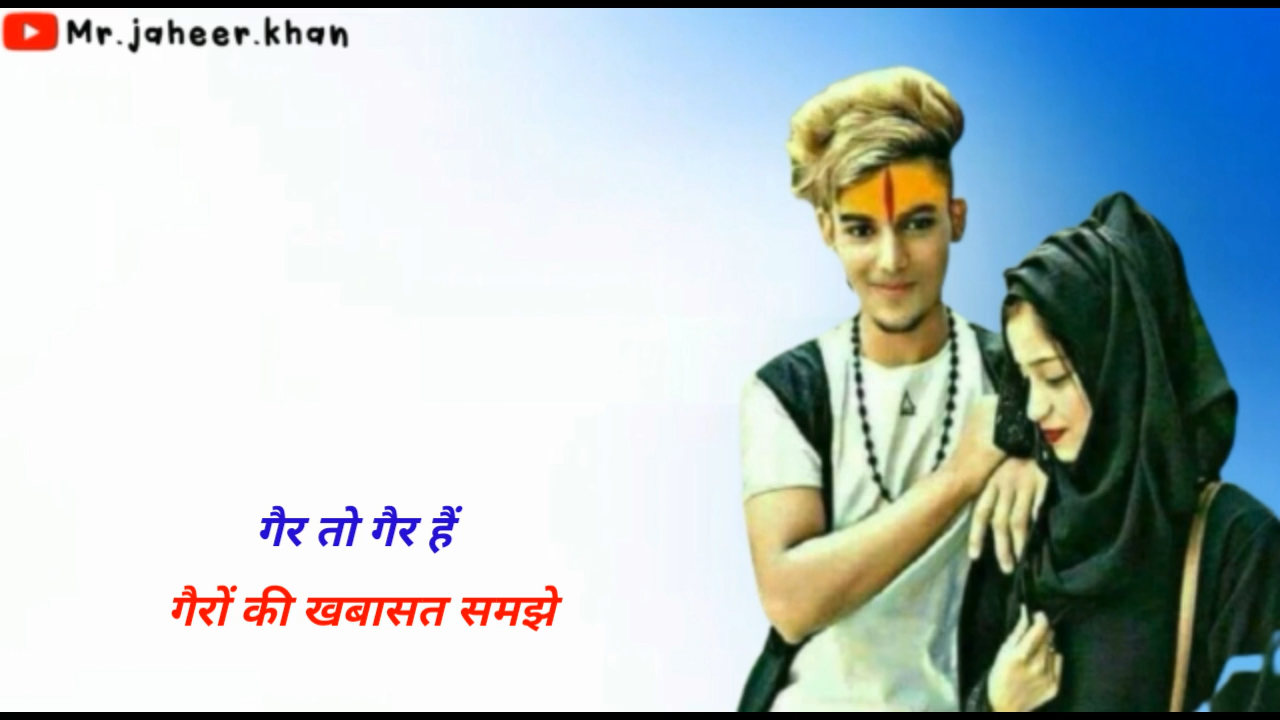 Mr.jaheer.khan
गैर तो गैर हैं
गैरों की खबासत समझे